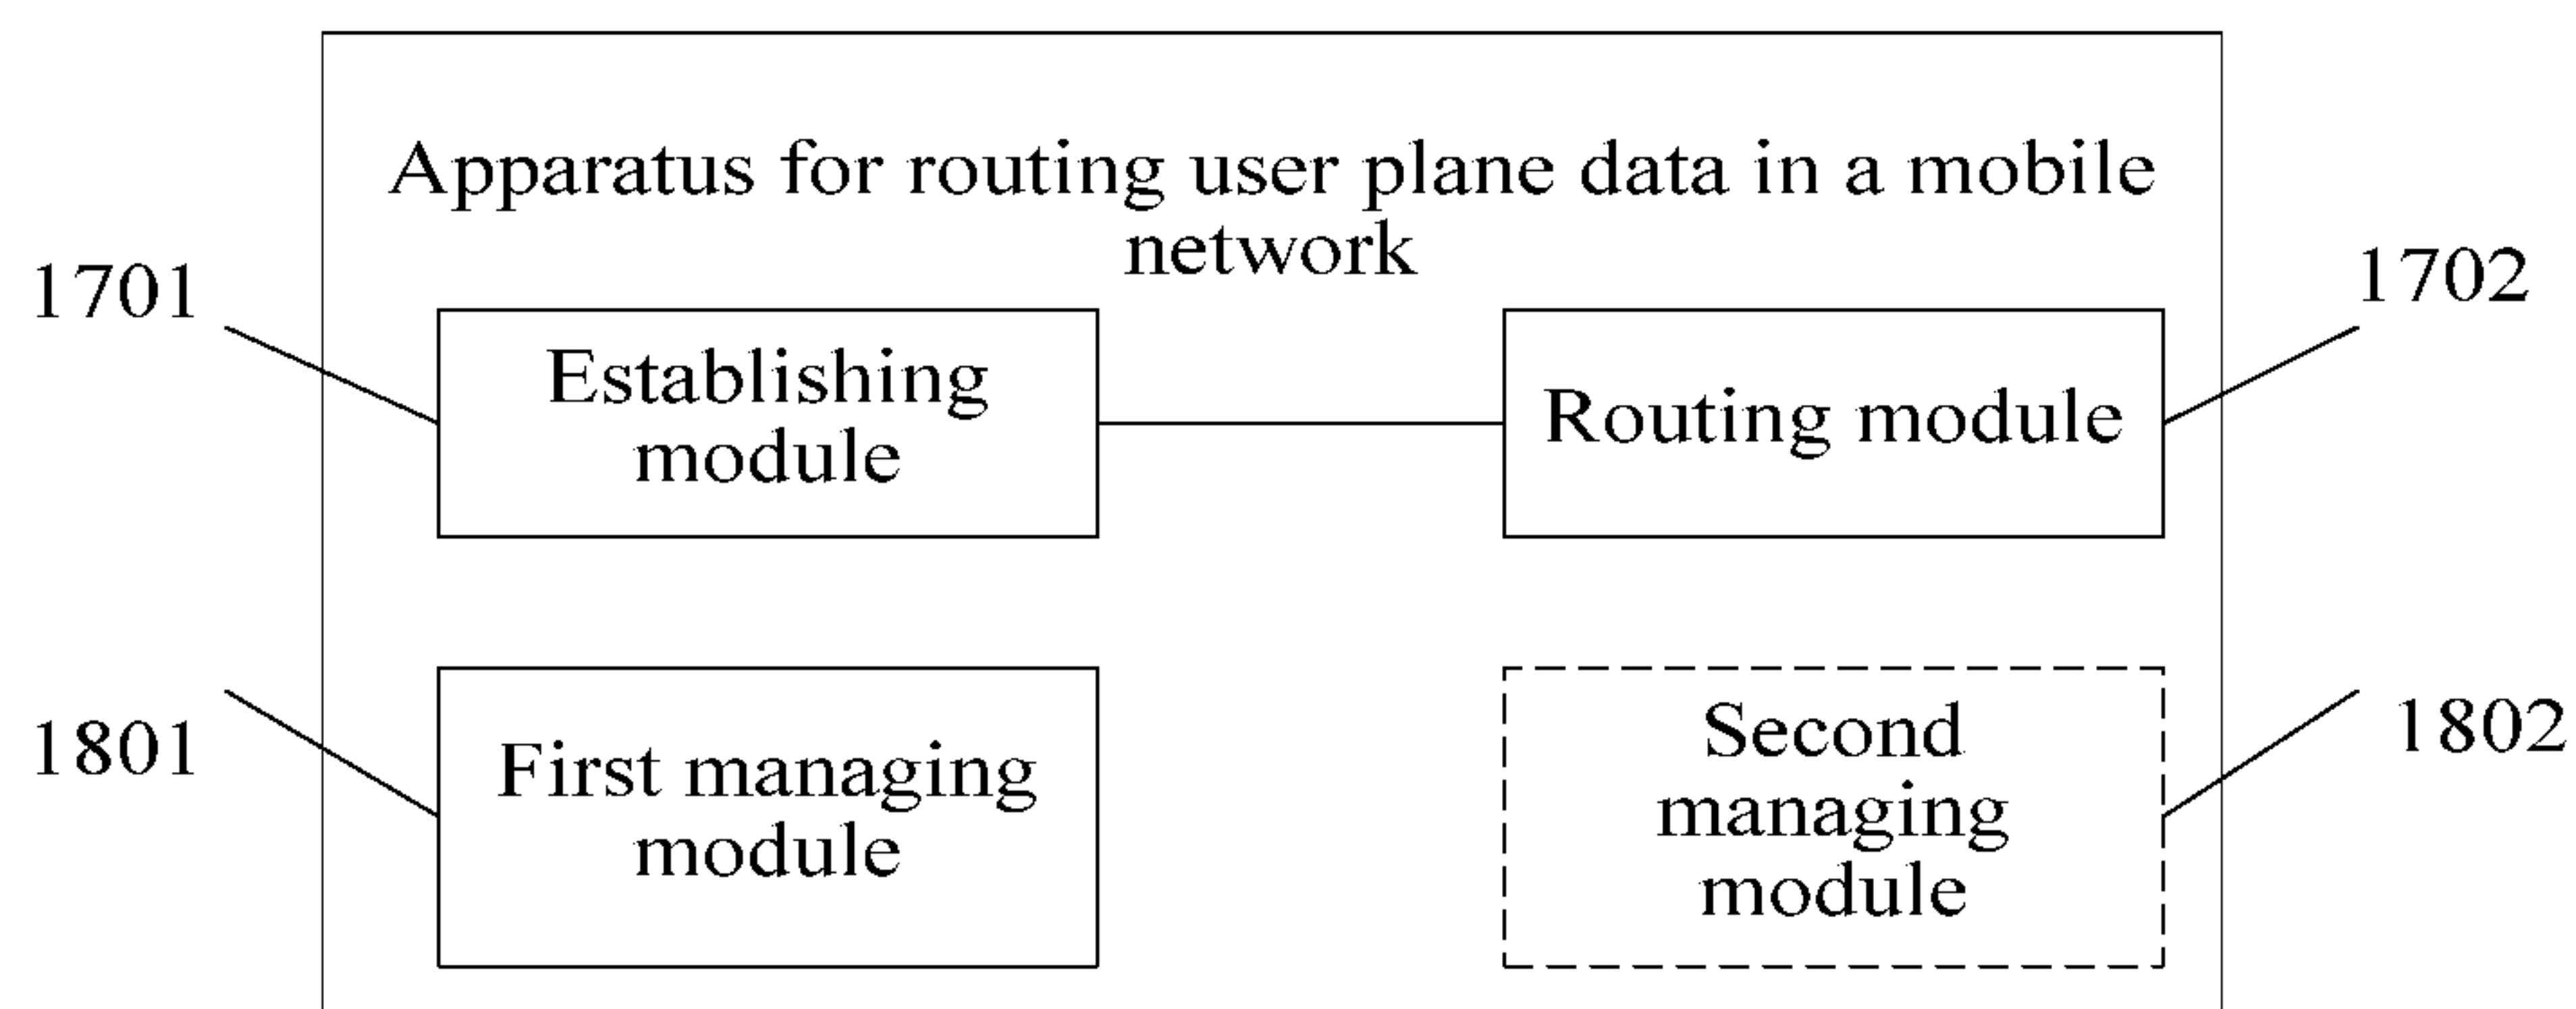 Apparatus for routing user plane data in a mobile
network
1701
1702
Establishing
module
Routing module
1801
First managing
module
Second
managing
module
1802